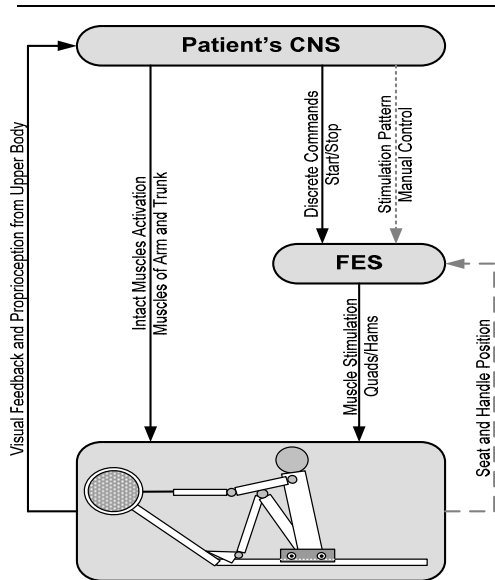 Patient's CNS
Visual Feedback and Proprioception from Upper Body
Intact Muscles Activation
Muscles of Arm and Trunk
Discrete Commands
Start/Stop
Stimulation Pattern
Manual Control
FES
Muscle Stimulation
Quads/Hams
Seat and Handle Position